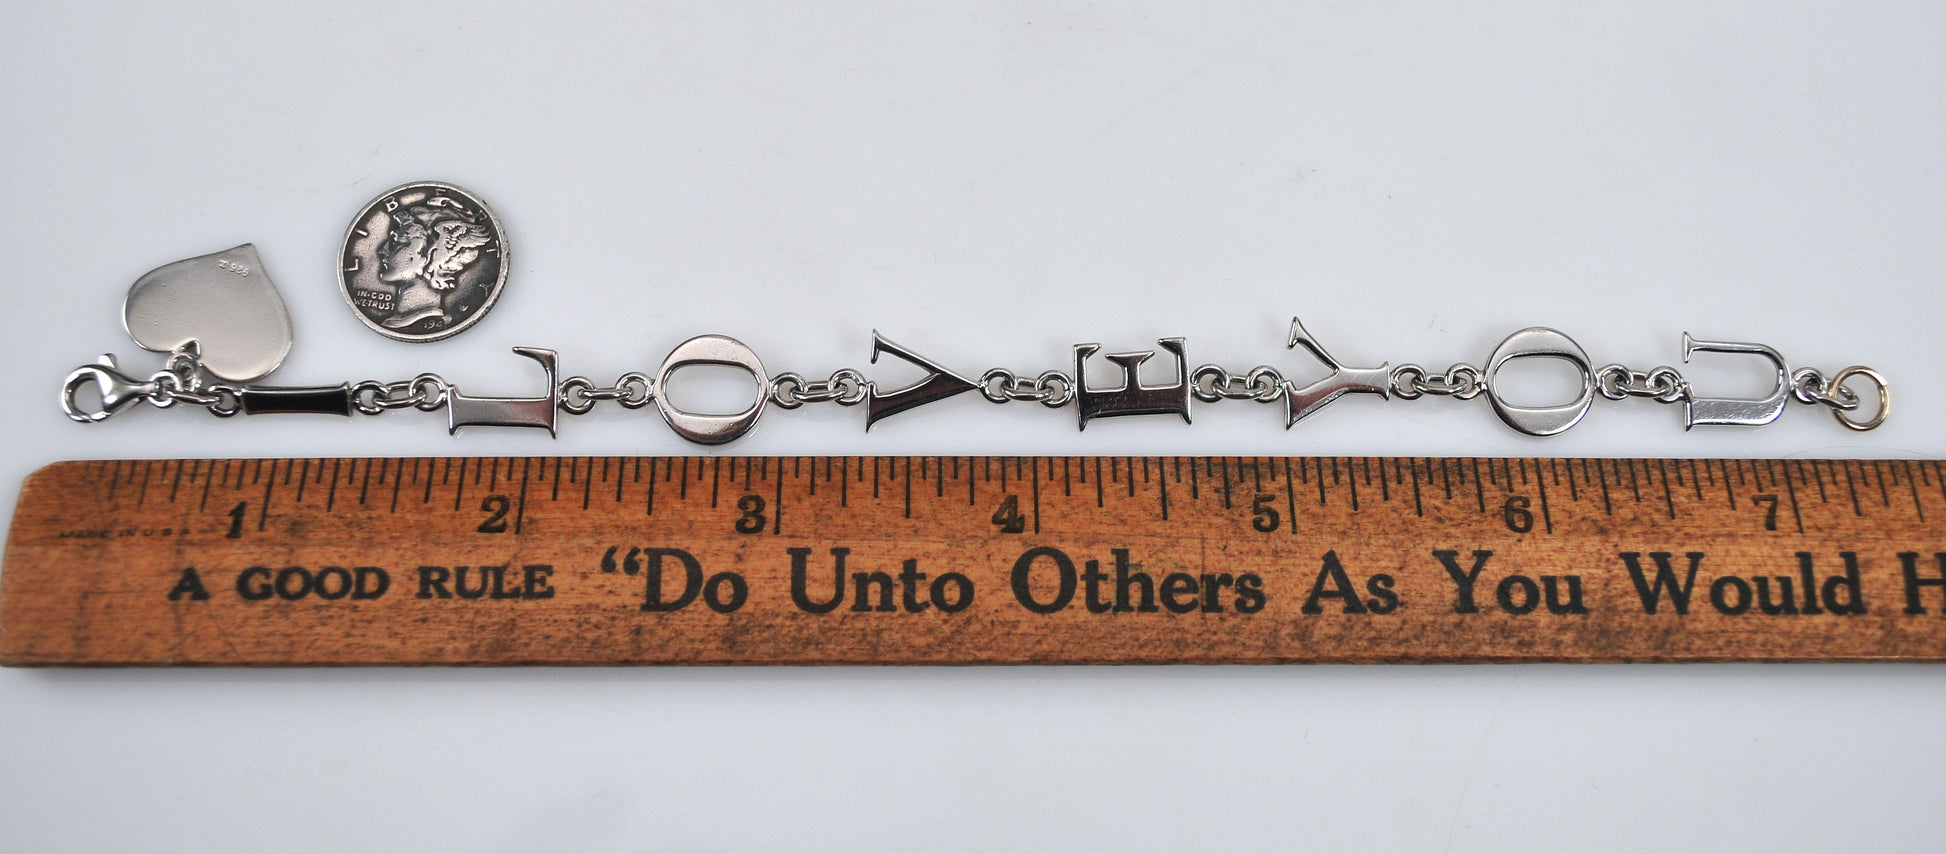 925
LIBERTY
IN·GOD
WE·TRUST
I L O V E Y O U
1 2 3 4 5 6 7
MADE IN U.S.A.
A GOOD RULE “Do Unto Others As You Would H